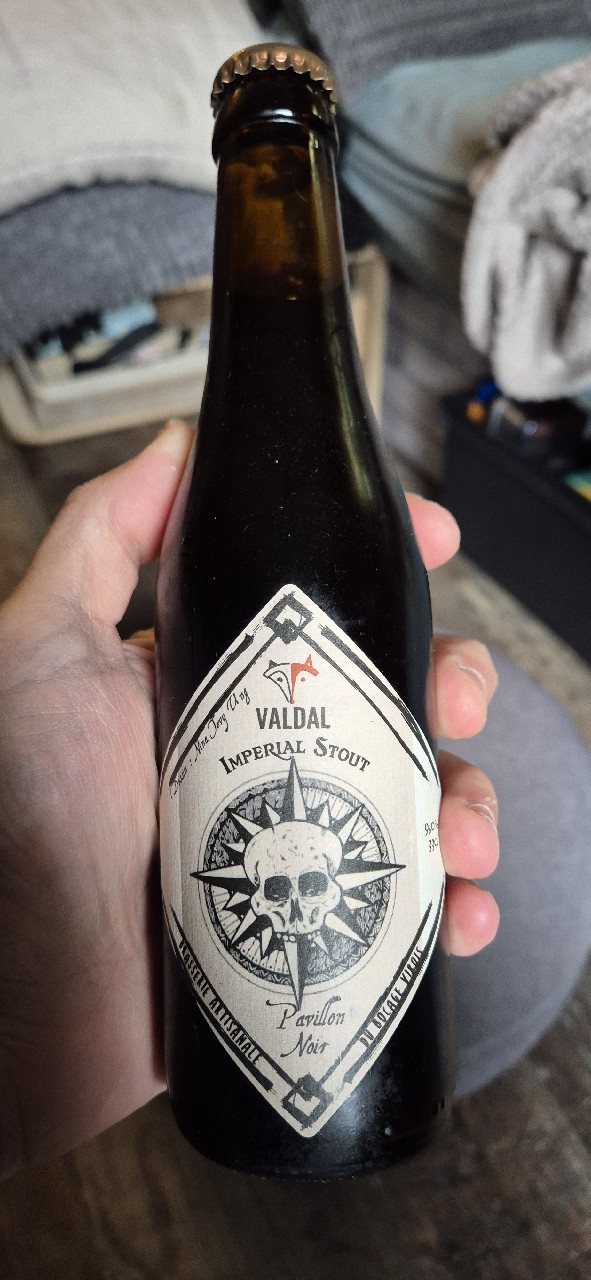 VALDAL
IMPERIAL STOUT
Pavillon
Noir
BRASSERIE ARTISANALE
DU BOCAGE VIROIS